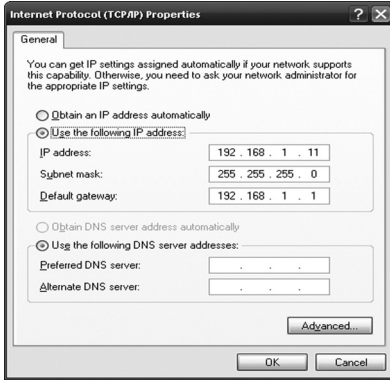 Internet Protocol (TCP/IP) Properties
General
You can get IP settings assigned automatically if your network supports
this capability. Otherwise, you need to ask your network administrator for
the appropriate IP settings.
Obtain an IP address automatically
Use the following IP address:
IP address: 192 . 168 . 1 . 11
Subnet mask: 255 . 255 . 255 . 0
Default gateway: 192 . 168 . 1 . 1
Obtain DNS server address automatically
Use the following DNS server addresses:
Preferred DNS server: . . .
Alternate DNS server: . . .
Advanced...
OK Cancel